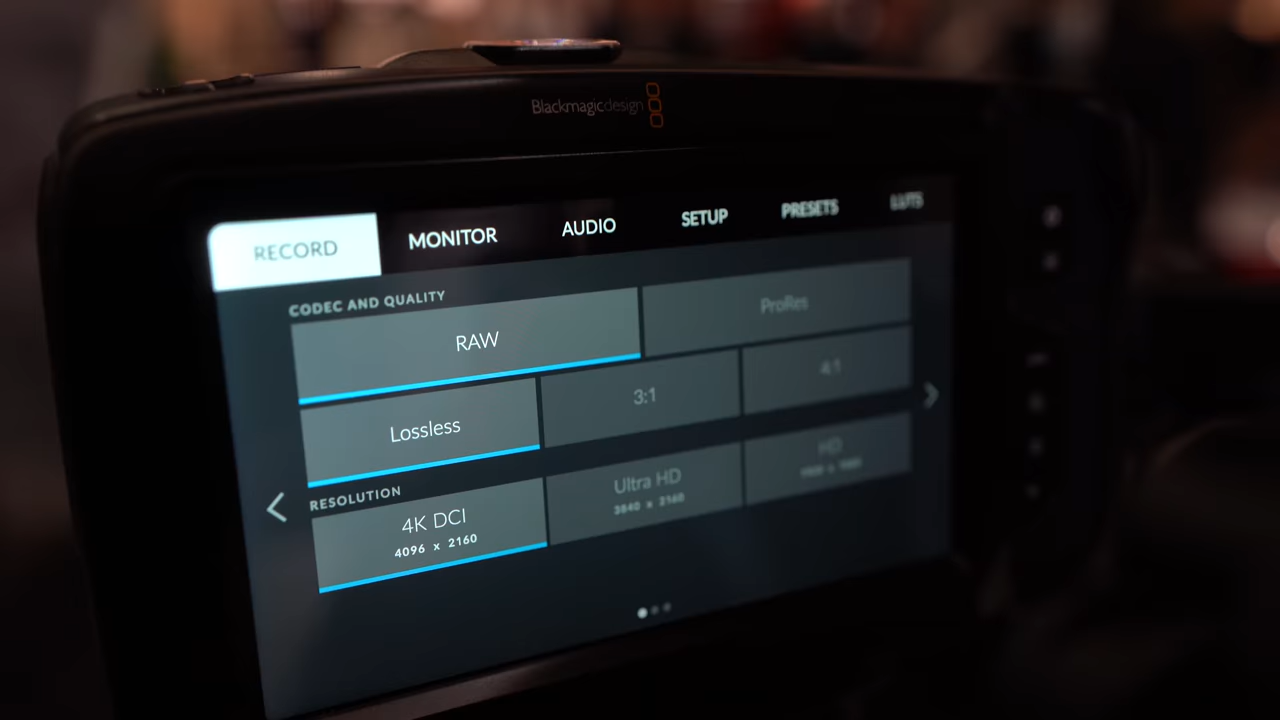 Blackmagicdesign
RECORD MONITOR AUDIO SETUP PRESETS LUTS
CODEC AND QUALITY
RAW ProRes
Lossless 3:1 4:1
RESOLUTION
4K DCI Ultra HD HD
4096 x 2160 3840 x 2160